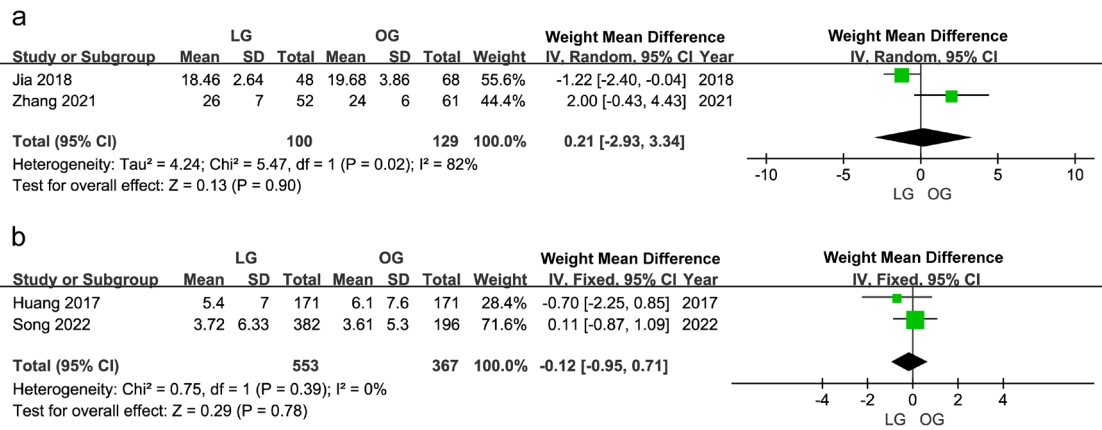 a
LG OG Weight Mean Difference Weight Mean Difference
Study or Subgroup Mean SD Total Mean SD Total Weight IV, Random, 95% CI Year IV, Random, 95% CI
Jia 2018 18.46 2.64 48 19.68 3.86 68 55.6% -1.22 [-2.40, -0.04] 2018
Zhang 2021 26 7 52 24 6 61 44.4% 2.00 [-0.43, 4.43] 2021
Total (95% CI) 100 129 100.0% 0.21 [-2.93, 3.34]
Heterogeneity: Tau² = 4.24; Chi² = 5.47, df = 1 (P = 0.02); I² = 82%
Test for overall effect: Z = 0.13 (P = 0.90)
-10 -5 0 5 10
LG OG
b
LG OG Weight Mean Difference Weight Mean Difference
Study or Subgroup Mean SD Total Mean SD Total Weight IV, Fixed, 95% CI Year IV, Fixed, 95% CI
Huang 2017 5.4 7 171 6.1 7.6 171 28.4% -0.70 [-2.25, 0.85] 2017
Song 2022 3.72 6.33 382 3.61 5.3 196 71.6% 0.11 [-0.87, 1.09] 2022
Total (95% CI) 553 367 100.0% -0.12 [-0.95, 0.71]
Heterogeneity: Chi² = 0.75, df = 1 (P = 0.39); I² = 0%
Test for overall effect: Z = 0.29 (P = 0.78)
-4 -2 0 2 4
LG OG